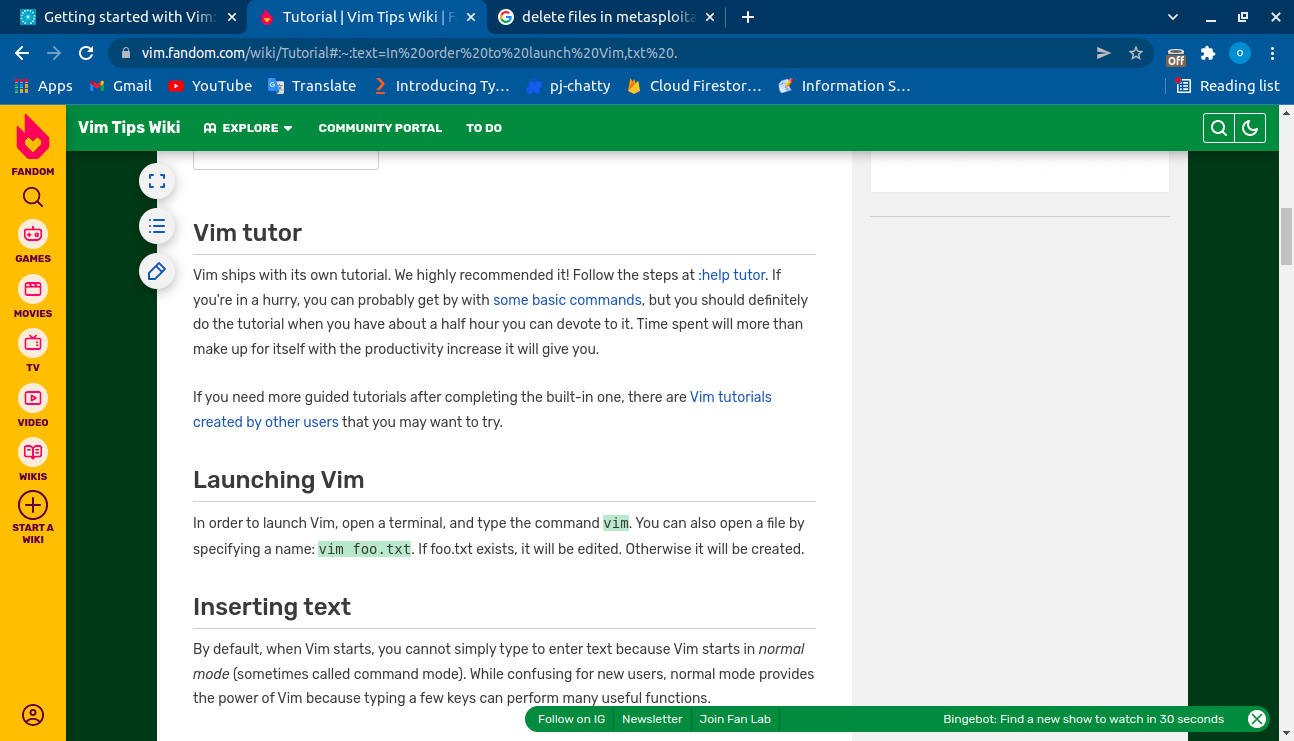 Getting started with Vim:
Tutorial | Vim Tips Wiki | F
delete files in metasploita
vim.fandom.com/wiki/Tutorial#:~:text=In%20order%20to%20launch%20Vim,txt%20.
Off
o
Apps
Gmail
YouTube
Translate
Introducing Ty...
pj-chatty
Cloud Firestor...
Information S...
Reading list
FANDOM
GAMES
MOVIES
TV
VIDEO
WIKIS
START A
WIKI
Vim Tips Wiki
EXPLORE
COMMUNITY PORTAL
TO DO
Vim tutor
Vim ships with its own tutorial. We highly recommended it! Follow the steps at :help tutor. If
you're in a hurry, you can probably get by with some basic commands, but you should definitely
do the tutorial when you have about a half hour you can devote to it. Time spent will more than
make up for itself with the productivity increase it will give you.
If you need more guided tutorials after completing the built-in one, there are Vim tutorials
created by other users that you may want to try.
Launching Vim
In order to launch Vim, open a terminal, and type the command vim. You can also open a file by
specifying a name: vim foo.txt. If foo.txt exists, it will be edited. Otherwise it will be created.
Inserting text
By default, when Vim starts, you cannot simply type to enter text because Vim starts in normal
mode (sometimes called command mode). While confusing for new users, normal mode provides
the power of Vim because typing a few keys can perform many useful functions.
Follow on IG
Newsletter
Join Fan Lab
Bingebot: Find a new show to watch in 30 seconds